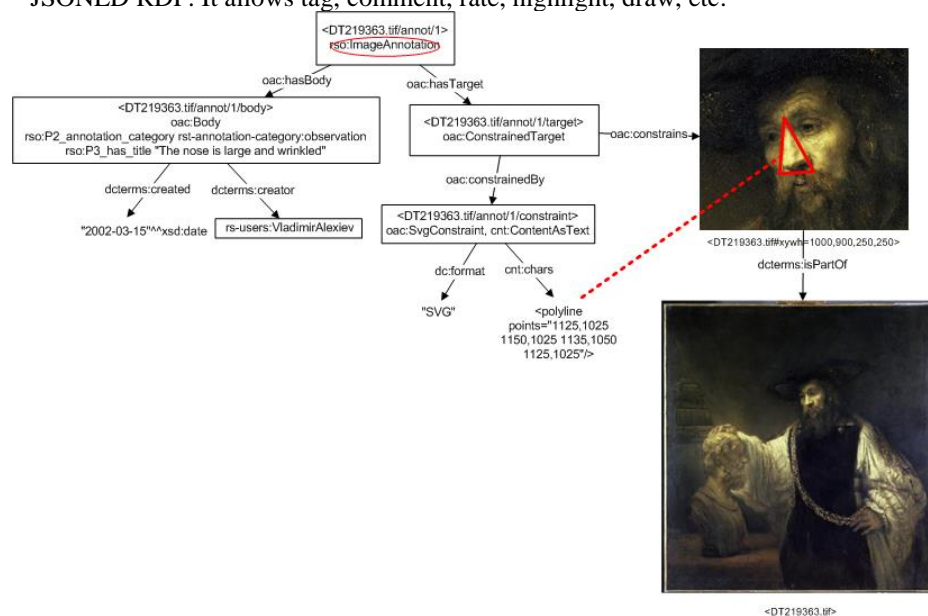 JSONLD RDF. It allows tag, comment, rate, highlight, draw, etc.
<DT219363.tif/annot/1>
rso:ImageAnnotation
oac:hasBody
oac:hasTarget
<DT219363.tif/annot/1/body>
oac:Body
rso:P2_annotation_category rst-annotation-category:observation
rso:P3_has_title "The nose is large and wrinkled"
<DT219363.tif/annot/1/target>
oac:ConstrainedTarget
oac:constrains
dcterms:created
dcterms:creator
oac:constrainedBy
"2002-03-15"^^xsd:date
rs-users:VladimirAlexiev
<DT219363.tif/annot/1/constraint>
oac:SvgConstraint, cnt:ContentAsText
<DT219363.tif#xywh=1000,900,250,250>
dcterms:isPartOf
dc:format
cnt:chars
"SVG"
<polyline
points="1125,1025
1150,1025 1135,1050
1125,1025"/>
<DT219363.tif>